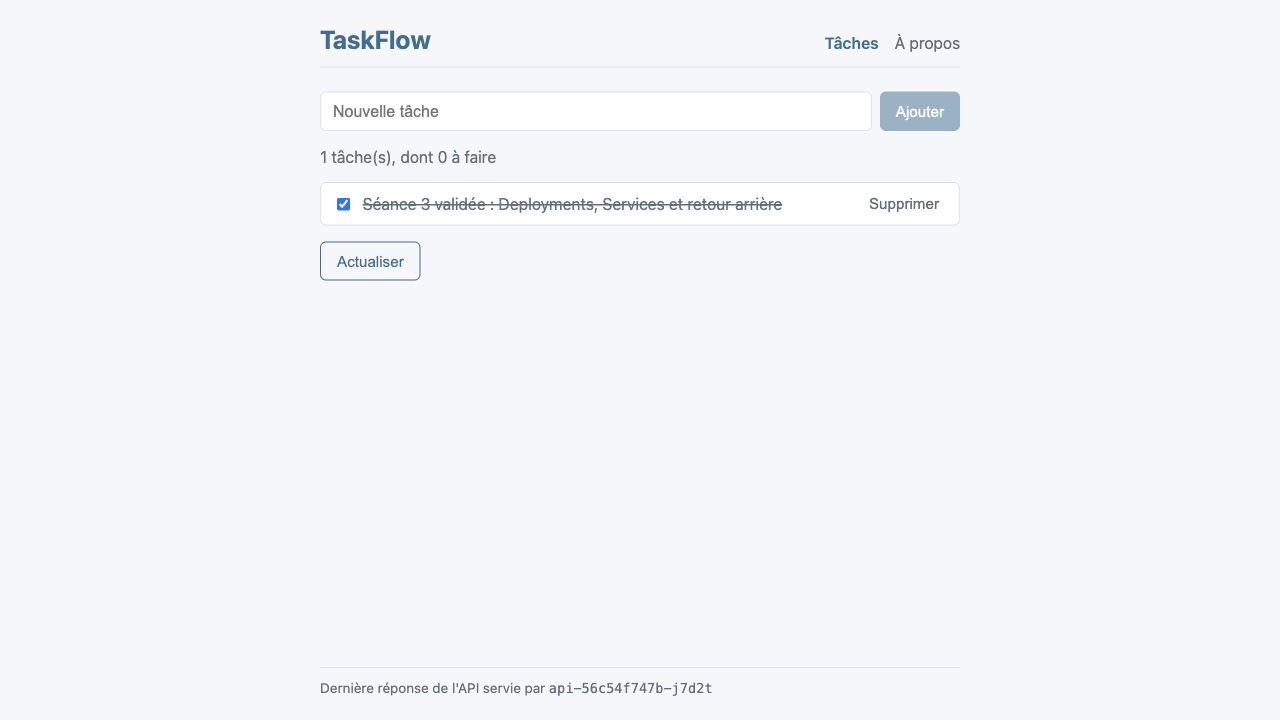 TaskFlow
Tâches À propos
Nouvelle tâche Ajouter
1 tâche(s), dont 0 à faire
Séance 3 validée : Deployments, Services et retour arrière Supprimer
Actualiser
Dernière réponse de l'API servie par api-56c54f747b-j7d2t